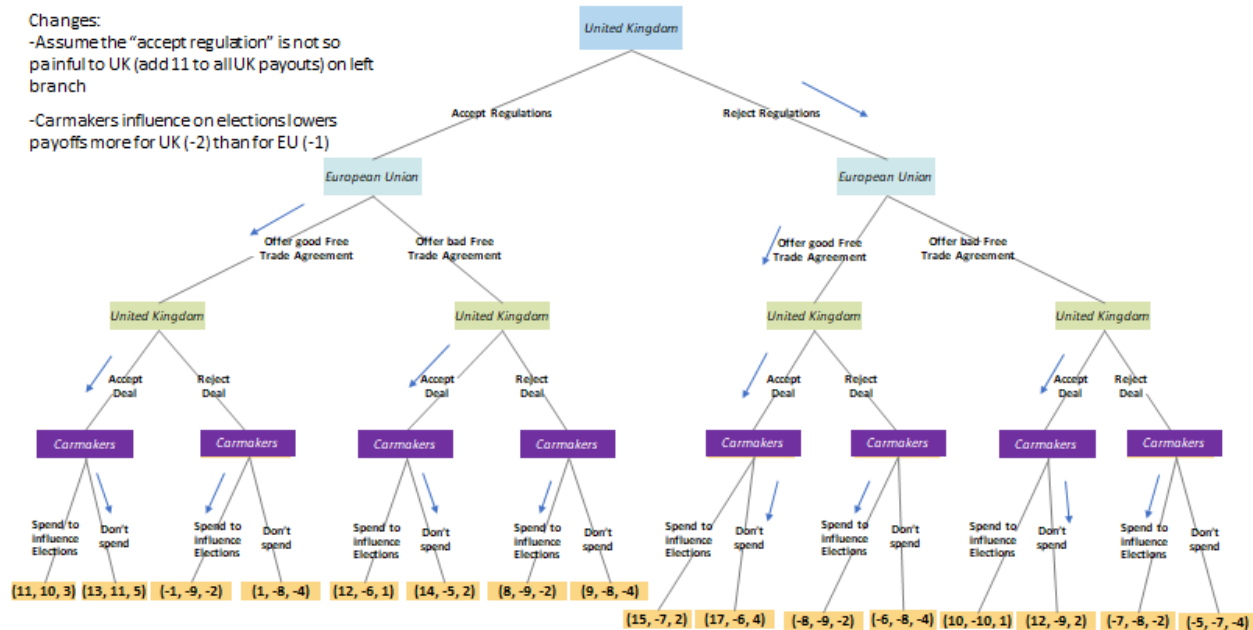 Changes:
-Assume the “accept regulation” is not so
painful to UK (add 11 to all UK payouts) on left
branch
-Carmakers influence on elections lowers
payoffs more for UK (-2) than for EU (-1)
United Kingdom
Accept Regulations
Reject Regulations
European Union
European Union
Offer good Free
Trade Agreement
Offer bad Free
Trade Agreement
Offer good Free
Trade Agreement
Offer bad Free
Trade Agreement
United Kingdom
United Kingdom
United Kingdom
United Kingdom
Accept
Deal
Reject
Deal
Accept
Deal
Reject
Deal
Accept
Deal
Reject
Deal
Accept
Deal
Reject
Deal
Carmakers
Carmakers
Carmakers
Carmakers
Carmakers
Carmakers
Carmakers
Carmakers
Spend to
influence
Elections
Don't
spend
Spend to
influence
Elections
Don't
spend
Spend to
influence
Elections
Don't
spend
Spend to
influence
Elections
Don't
spend
Spend to
influence
Elections
Don't
spend
Spend to
influence
Elections
Don't
spend
Spend to
influence
Elections
Don't
spend
Spend to
influence
Elections
Don't
spend
(11, 10, 3)
(13, 11, 5)
(-1, -9, -2)
(1, -8, -4)
(12, -6, 1)
(14, -5, 2)
(8, -9, -2)
(9, -8, -4)
(15, -7, 2)
(17, -6, 4)
(-8, -9, -2)
(-6, -8, -4)
(10, -10, 1)
(12, -9, 2)
(-7, -8, -2)
(-5, -7, -4)